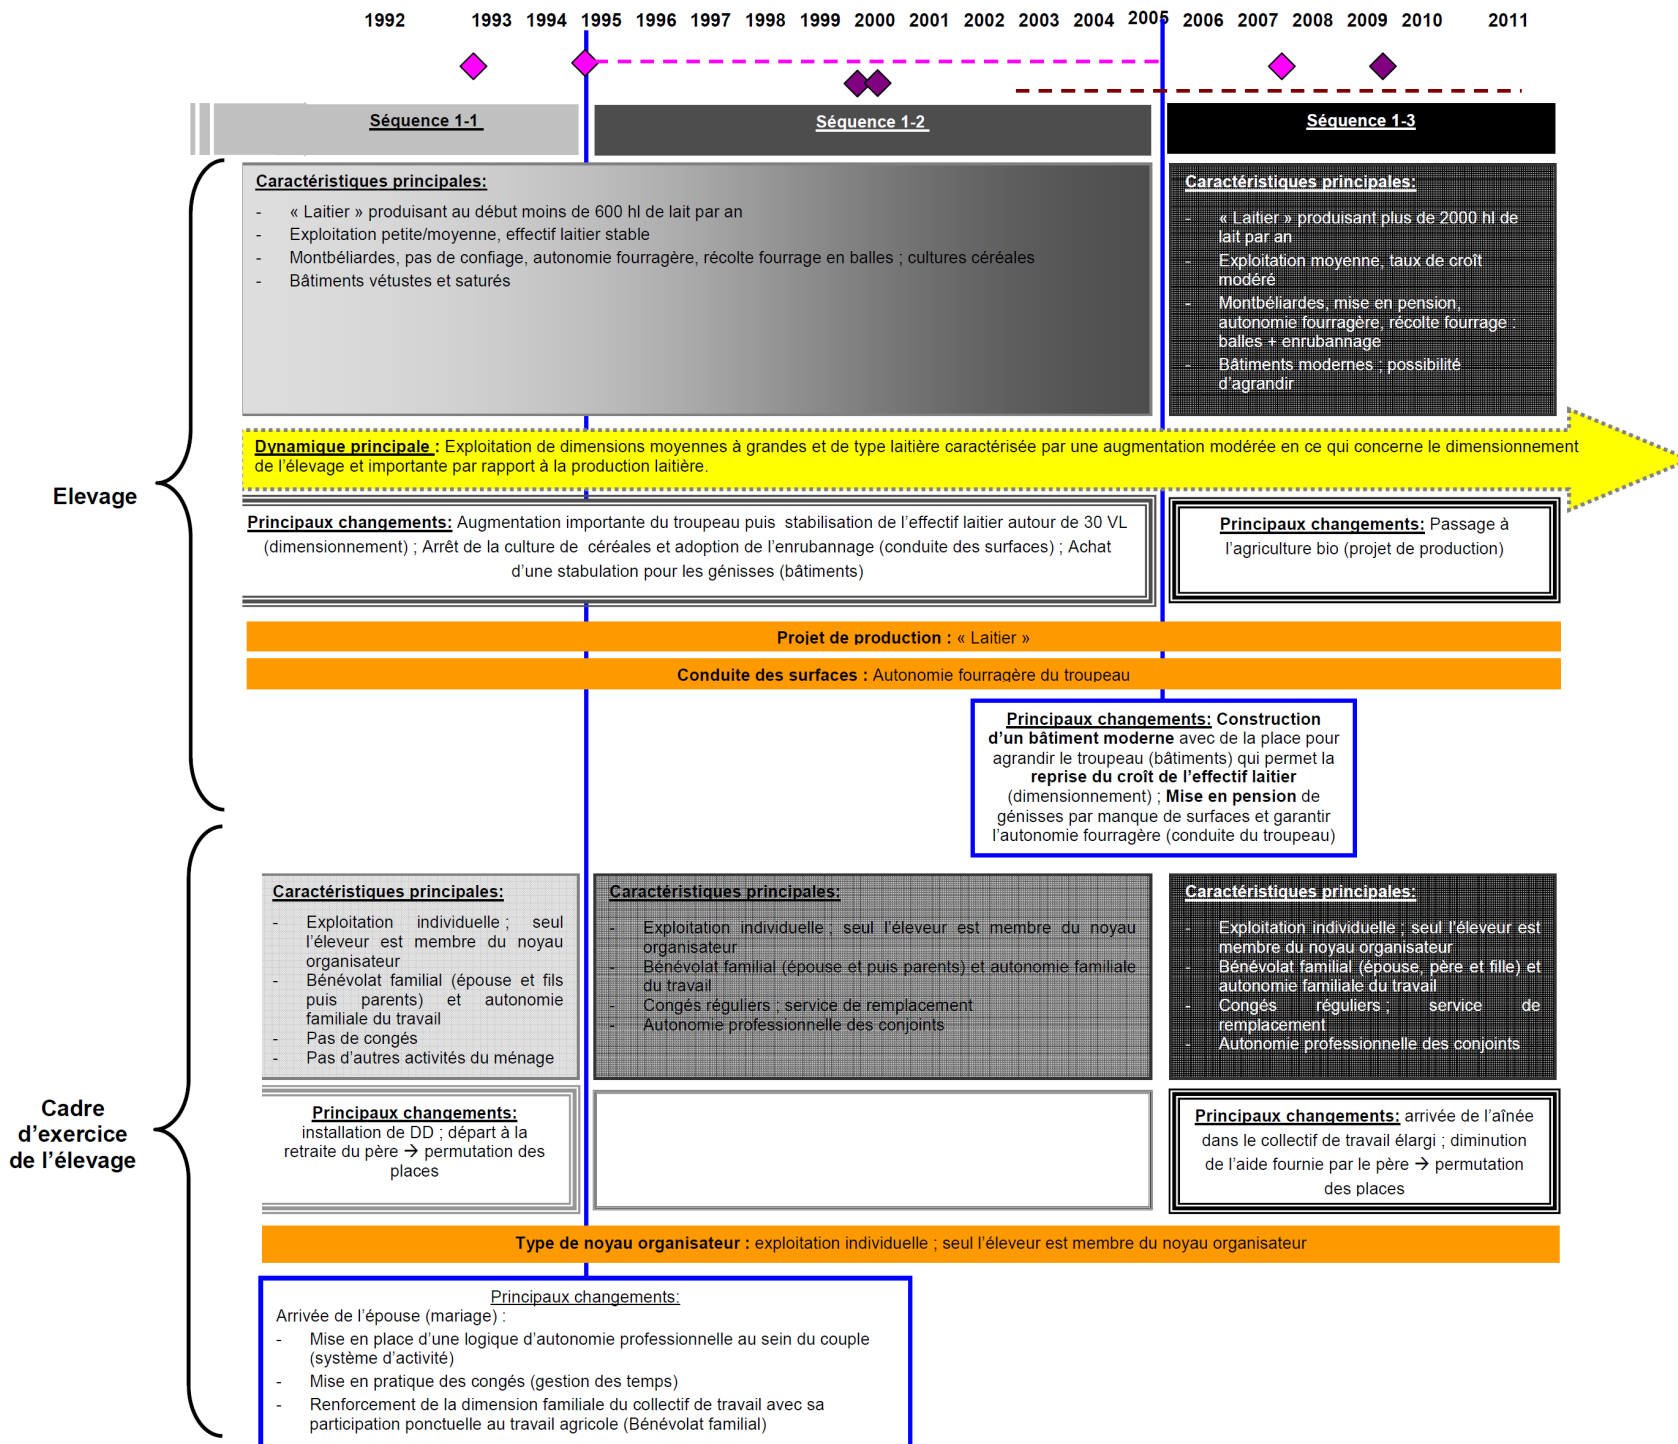 1992 1993 1994 1995 1996 1997 1998 1999 2000 2001 2002 2003 2004 2005 2006 2007 2008 2009 2010 2011
Séquence 1-1
Séquence 1-2
Séquence 1-3
Elevage
Caractéristiques principales:
- « Laitier » produisant au début moins de 600 hl de lait par an
- Exploitation petite/moyenne, effectif laitier stable
- Montbéliardes, pas de confiage, autonomie fourragère, récolte fourrage en balles ; cultures céréales
- Bâtiments vétustes et saturés
Caractéristiques principales:
- « Laitier » produisant plus de 2000 hl de
lait par an
- Exploitation moyenne, taux de croît
modéré
- Montbéliardes, mise en pension,
autonomie fourragère, récolte fourrage :
balles + enrubannage
- Bâtiments modernes ; possibilité
d'agrandir
Dynamique principale : Exploitation de dimensions moyennes à grandes et de type laitière caractérisée par une augmentation modérée en ce qui concerne le dimensionnement
de l'élevage et importante par rapport à la production laitière.
Principaux changements: Augmentation importante du troupeau puis stabilisation de l'effectif laitier autour de 30 VL
(dimensionnement) ; Arrêt de la culture de céréales et adoption de l'enrubannage (conduite des surfaces) ; Achat
d'une stabulation pour les génisses (bâtiments)
Principaux changements: Passage à
l'agriculture bio (projet de production)
Projet de production : « Laitier »
Conduite des surfaces : Autonomie fourragère du troupeau
Principaux changements: Construction
d'un bâtiment moderne avec de la place pour
agrandir le troupeau (bâtiments) qui permet la
reprise du croît de l'effectif laitier
(dimensionnement) ; Mise en pension de
génisses par manque de surfaces et garantir
l'autonomie fourragère (conduite du troupeau)
Cadre
d'exercice
de l'élevage
Caractéristiques principales:
- Exploitation individuelle ; seul
l'éleveur est membre du noyau
organisateur
- Bénévolat familial (épouse et fils
puis parents) et autonomie
familiale du travail
- Pas de congés
- Pas d'autres activités du ménage
Caractéristiques principales:
- Exploitation individuelle ; seul l'éleveur est membre du noyau
organisateur
- Bénévolat familial (épouse et puis parents) et autonomie familiale
du travail
- Congés réguliers ; service de remplacement
- Autonomie professionnelle des conjoints
Caractéristiques principales:
- Exploitation individuelle ; seul l'éleveur est
membre du noyau organisateur
- Bénévolat familial (épouse, père et fille) et
autonomie familiale du travail
- Congés réguliers ; service de
remplacement
- Autonomie professionnelle des conjoints
Principaux changements:
installation de DD ; départ à la
retraite du père → permutation des
places
Principaux changements: arrivée de l'aînée
dans le collectif de travail élargi ; diminution
de l'aide fournie par le père → permutation
des places
Type de noyau organisateur : exploitation individuelle ; seul l'éleveur est membre du noyau organisateur
Principaux changements:
Arrivée de l'épouse (mariage) :
- Mise en place d'une logique d'autonomie professionnelle au sein du couple
(système d'activité)
- Mise en pratique des congés (gestion des temps)
- Renforcement de la dimension familiale du collectif de travail avec sa
participation ponctuelle au travail agricole (Bénévolat familial)